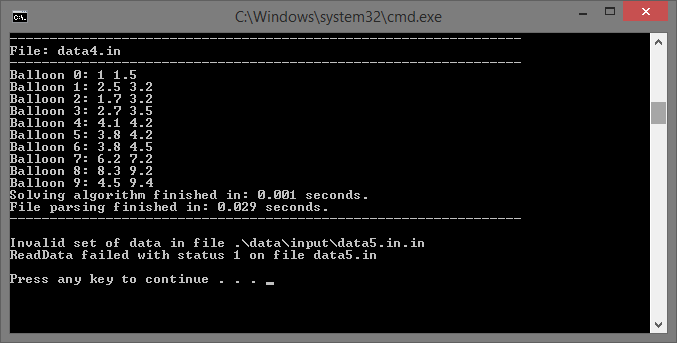 C:\Windows\system32\cmd.exe
----------------------------------------------------------------
File: data4.in
----------------------------------------------------------------
Balloon 0: 1 1.5
Balloon 1: 2.5 3.2
Balloon 2: 1.7 3.2
Balloon 3: 2.7 3.5
Balloon 4: 4.1 4.2
Balloon 5: 3.8 4.2
Balloon 6: 3.8 4.5
Balloon 7: 6.2 7.2
Balloon 8: 8.3 9.2
Balloon 9: 4.5 9.4
Solving algorithm finished in: 0.001 seconds.
File parsing finished in: 0.029 seconds.
----------------------------------------------------------------
Invalid set of data in file .\data\input\data5.in.in
ReadData failed with status 1 on file data5.in
Press any key to continue . . . _